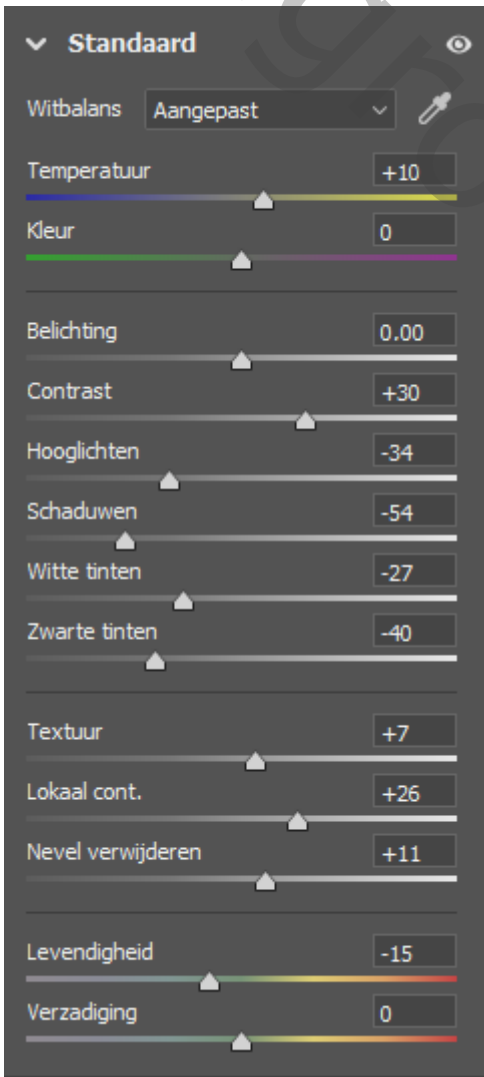 Standaard
Witbalans Aangepast
Temperatuur +10
Kleur 0
Belichting 0.00
Contrast +30
Hooglichten -34
Schaduwen -54
Witte tinten -27
Zwarte tinten -40
Textuur +7
Lokaal cont. +26
Nevel verwijderen +11
Levendigheid -15
Verzadiging 0